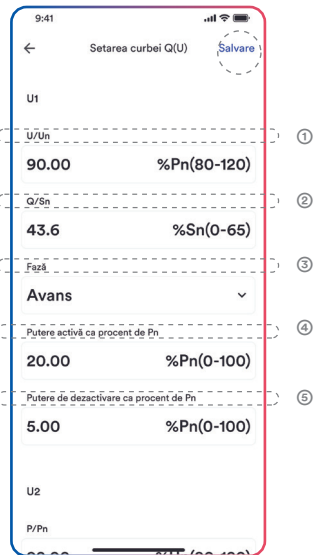 9:41
Setarea curbei Q(U) Salvare
U1
U/Un ①
90.00 %Pn(80-120)
Q/Sn ②
43.6 %Sn(0-65)
Fază ③
Avans
Putere activă ca procent de Pn ④
20.00 %Pn(0-100)
Putere de dezactivare ca procent de Pn ⑤
5.00 %Pn(0-100)
U2
P/Pn